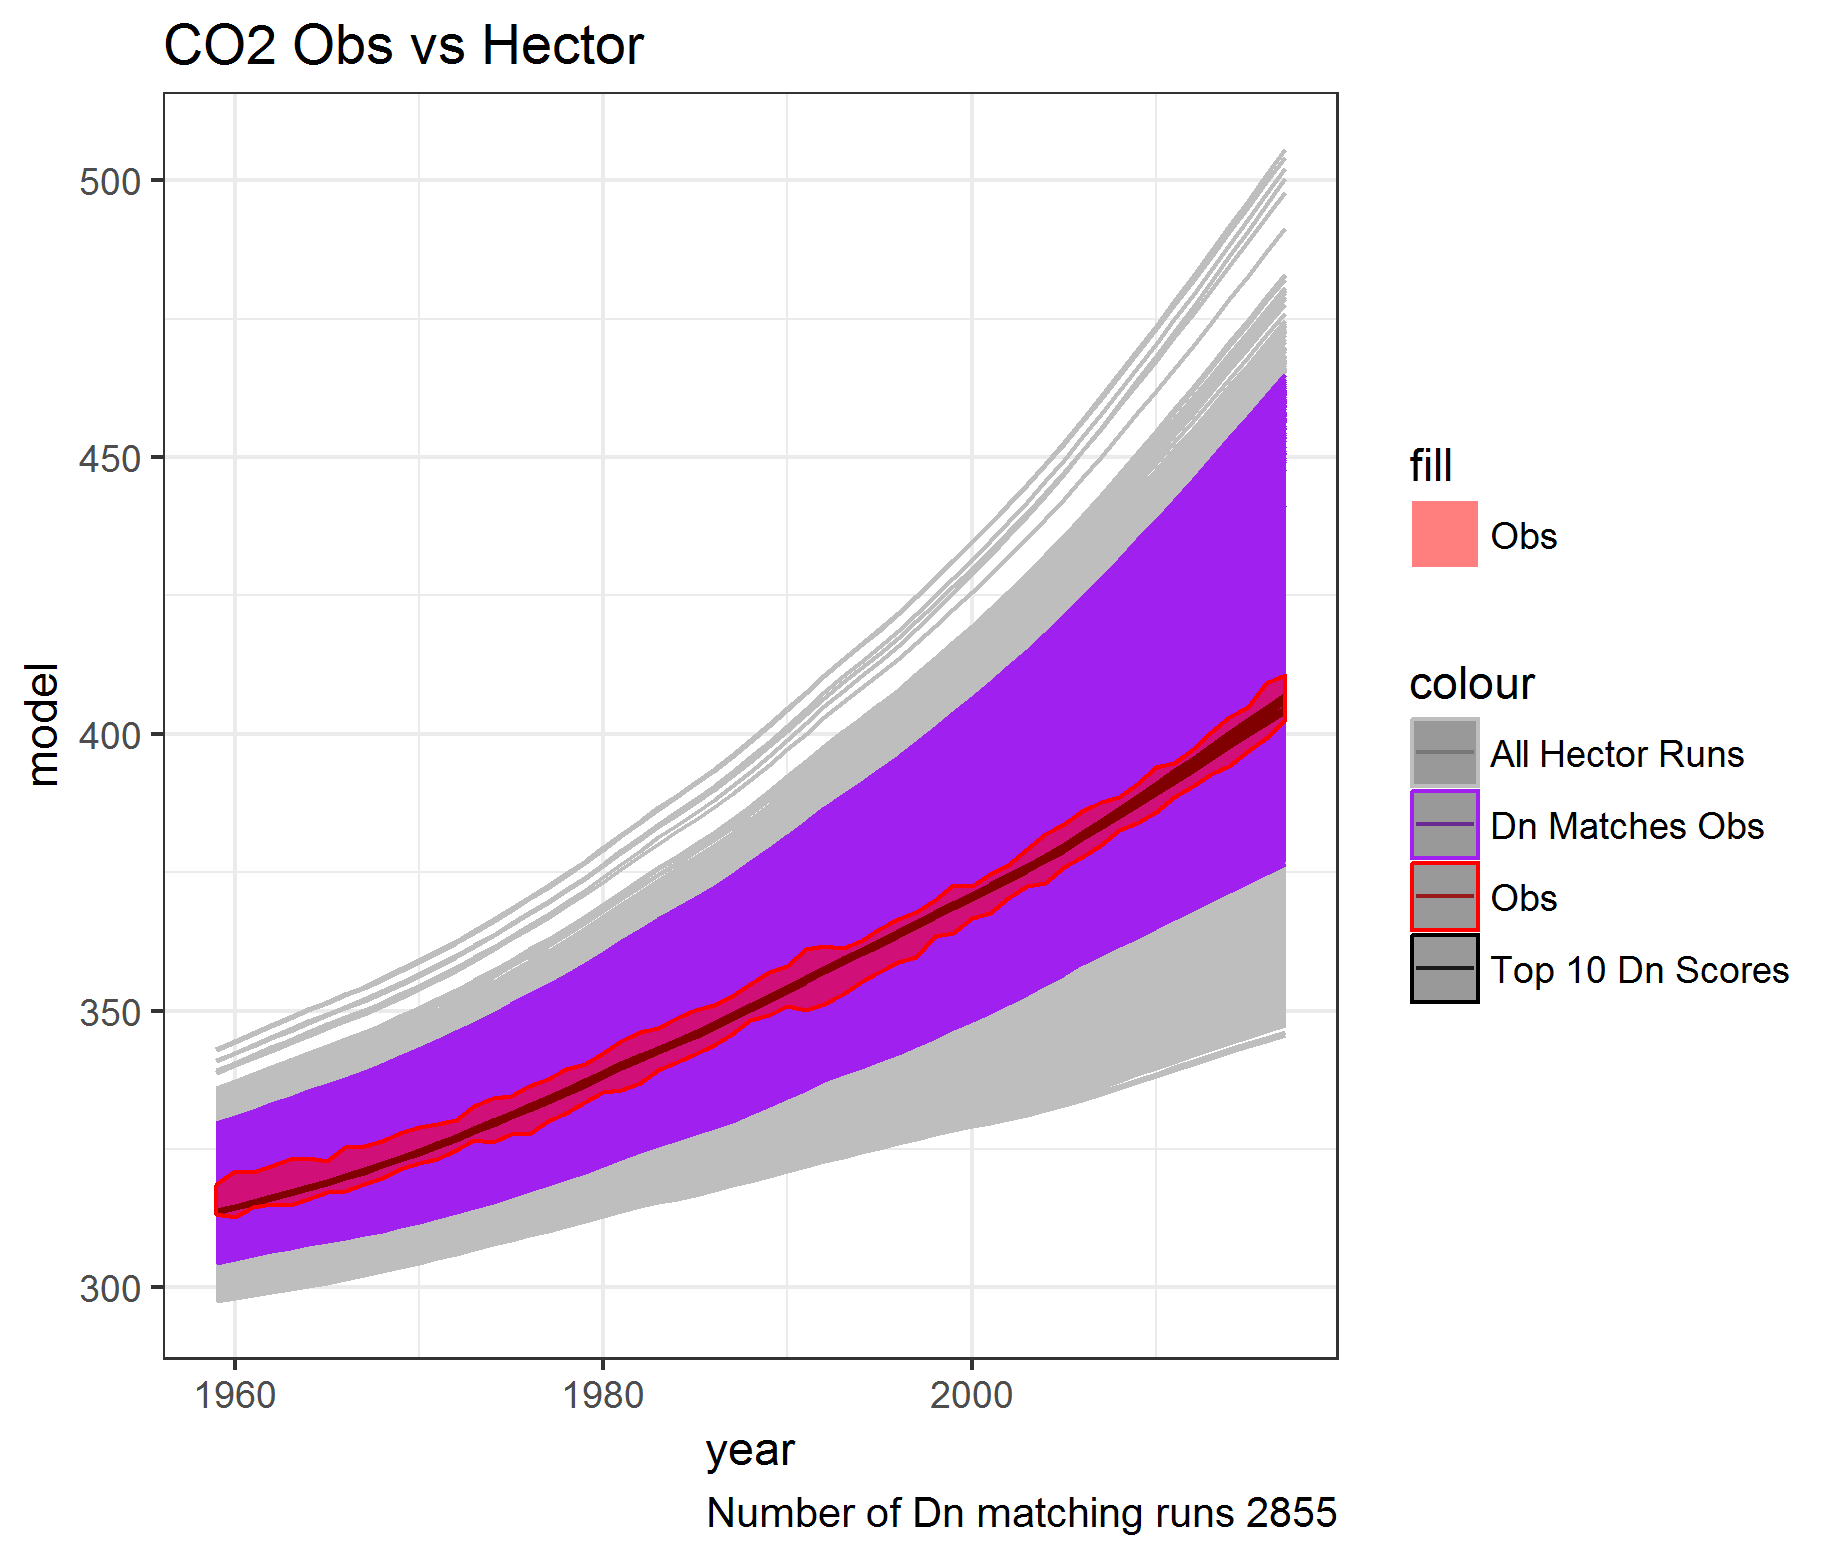 CO2 Obs vs Hector
500
450
400
350
300
model
1960 1980 2000
year
Number of Dn matching runs 2855
fill
Obs
colour
All Hector Runs
Dn Matches Obs
Obs
Top 10 Dn Scores